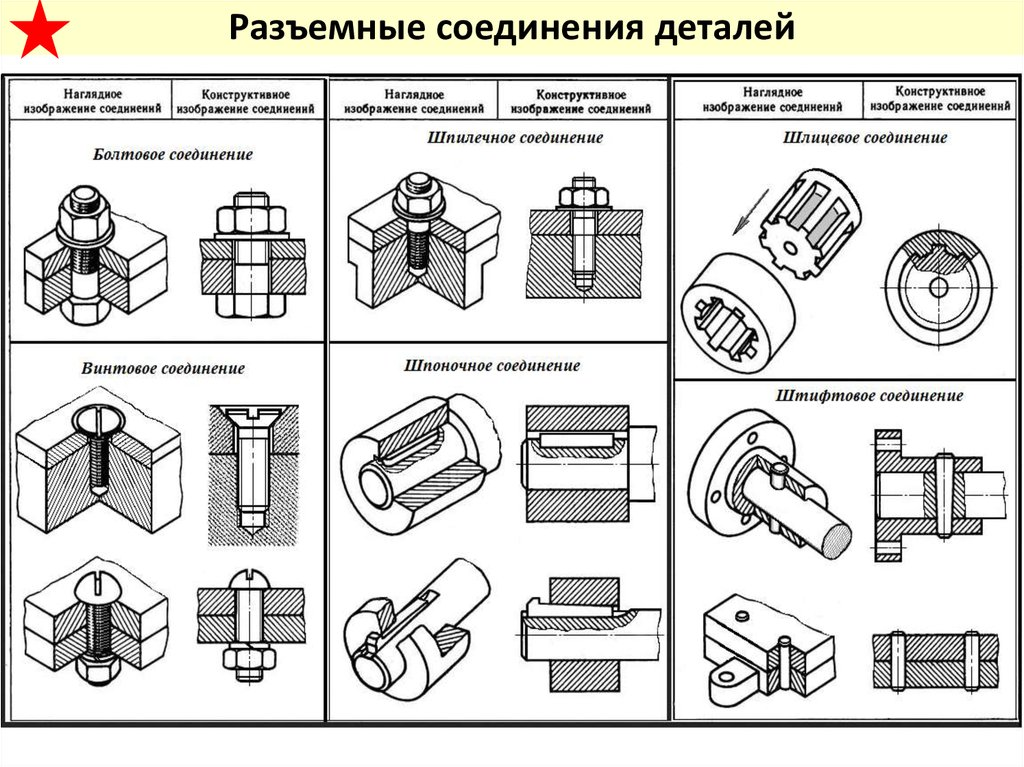 Разъемные соединения деталей
Наглядное
изображение соединений
Конструктивное
изображение соединений
Болтовое соединение
Винтовое соединение
Наглядное
изображение соединений
Конструктивное
изображение соединений
Шпилечное соединение
Шпоночное соединение
Наглядное
изображение соединений
Конструктивное
изображение соединений
Шлицевое соединение
Штифтовое соединение